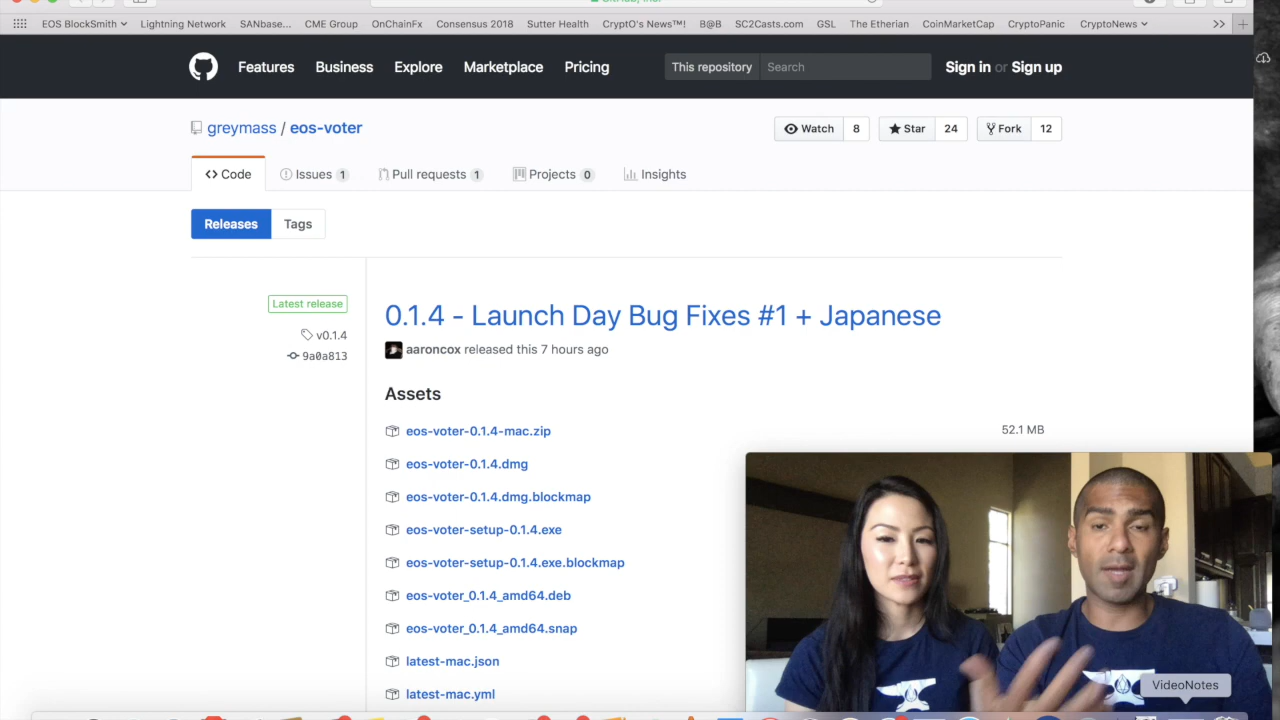 GitHub, Inc.
EOS BlockSmith Lightning Network SANbase... CME Group OnChainFx Consensus 2018 Sutter Health CryptO's News™! B@B SC2Casts.com GSL The Etherian CoinMarketCap CryptoPanic CryptoNews >> +
Features Business Explore Marketplace Pricing This repository Search Sign in or Sign up
greymass / eos-voter Watch 8 Star 24 Fork 12
<> Code Issues 1 Pull requests 1 Projects 0 Insights
Releases Tags
Latest release
v0.1.4
9a0a813
0.1.4 - Launch Day Bug Fixes #1 + Japanese
aaroncox released this 7 hours ago
Assets
eos-voter-0.1.4-mac.zip 52.1 MB
eos-voter-0.1.4.dmg
eos-voter-0.1.4.dmg.blockmap
eos-voter-setup-0.1.4.exe
eos-voter-setup-0.1.4.exe.blockmap
eos-voter_0.1.4_amd64.deb
eos-voter_0.1.4_amd64.snap
latest-mac.json
latest-mac.yml
VideoNotes